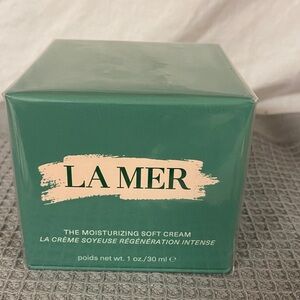 LA MER
THE MOISTURIZING SOFT CREAM
LA CRÈME SOYEUSE RÉGÉNÉRATION INTENSE
poids net wt. 1 oz./30 ml ℮